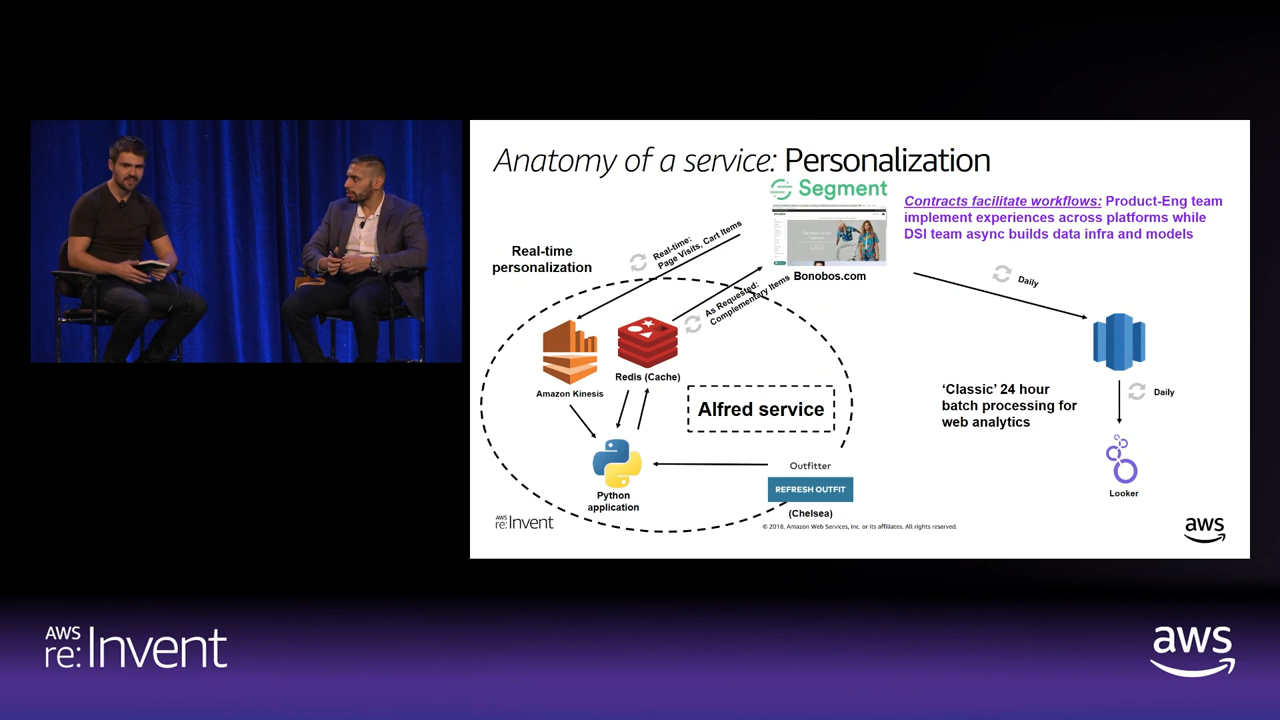 Anatomy of a service: Personalization
Segment
Contracts facilitate workflows: Product-Eng team
implement experiences across platforms while
DSI team async builds data infra and models
Real-time
personalization
Real-time:
Page Visits, Cart Items
Bonobos.com
As Requested:
Complementary Items
Daily
Amazon Kinesis
Redis (Cache)
Alfred service
'Classic' 24 hour
batch processing for
web analytics
Daily
Python
application
Outfitter
REFRESH OUTFIT
(Chelsea)
Looker
AWS
re:Invent
© 2018, Amazon Web Services, Inc. or its affiliates. All rights reserved.
aws
AWS
re:Invent
aws